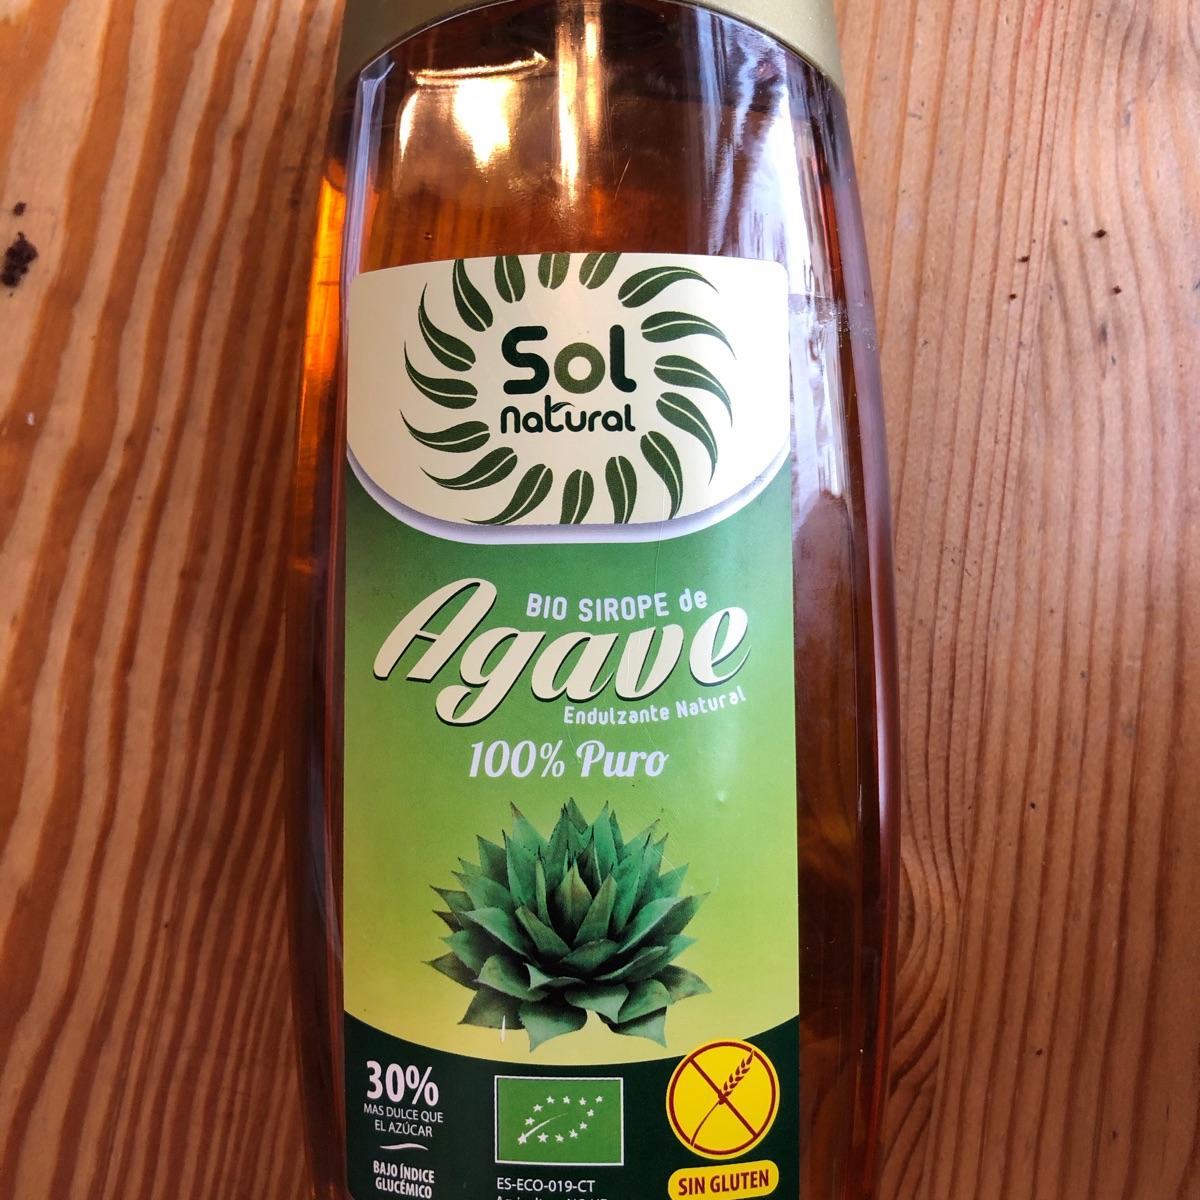 Sol
Natural
BIO SIROPE de
Agave
Endulzante Natural
100% Puro
30%
MAS DULCE QUE
EL AZÚCAR
BAJO ÍNDICE
GLUCÉMICO
ES-ECO-019-CT
SIN GLUTEN